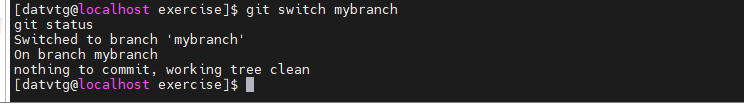 [datvtg@localhost exercise]$ git switch mybranch
git status
Switched to branch 'mybranch'
On branch mybranch
nothing to commit, working tree clean
[datvtg@localhost exercise]$